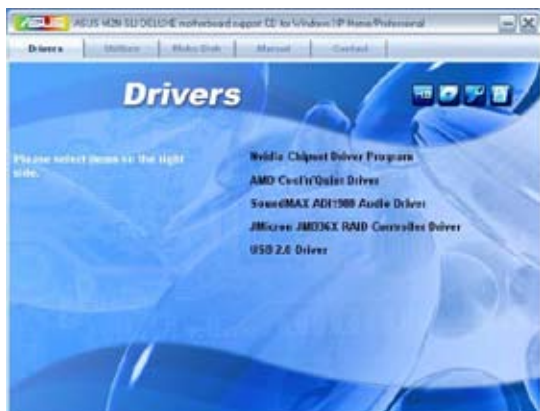 ASUS
ASUS M2N-SLI DELUXE motherboard support CD for Windows XP Home/Professional
Drivers
Utilities
Make Disk
Manual
Contact
Drivers
Please select items on the right
side.
Nvidia Chipset Driver Program
AMD Cool'n'Quiet Driver
SoundMAX ADI1988 Audio Driver
JMicron JMB36X RAID Controller Driver
USB 2.0 Driver